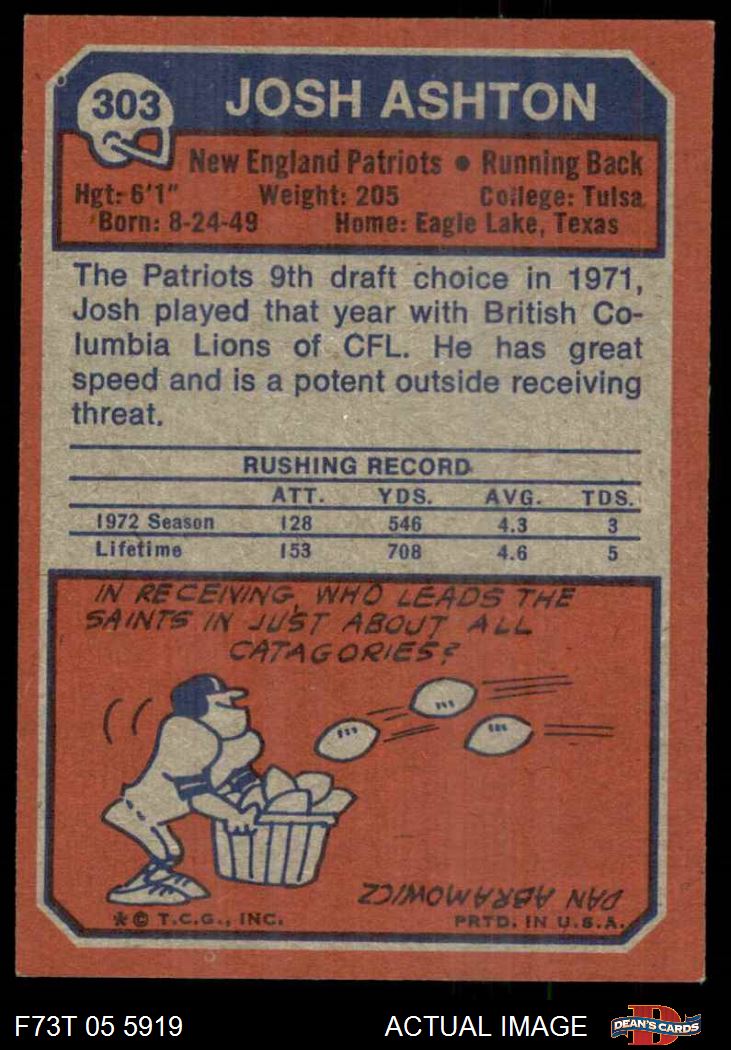 303
JOSH ASHTON
New England Patriots • Running Back
Hgt: 6'1" Weight: 205 College: Tulsa
Born: 8-24-49 Home: Eagle Lake, Texas
The Patriots 9th draft choice in 1971,
Josh played that year with British Co-
lumbia Lions of CFL. He has great
speed and is a potent outside receiving
threat.
RUSHING RECORD
ATT. YDS. AVG. TDS.
1972 Season 128 546 4.3 3
Lifetime 153 708 4.6 5
IN RECEIVING, WHO LEADS THE
SAINTS IN JUST ABOUT ALL
CATAGORIES?
DAN ABRAMOWICZ
* © T.C.G., INC. PRTD. IN U.S.A.
F73T 05 5919 ACTUAL IMAGE D DEAN'S CARDS